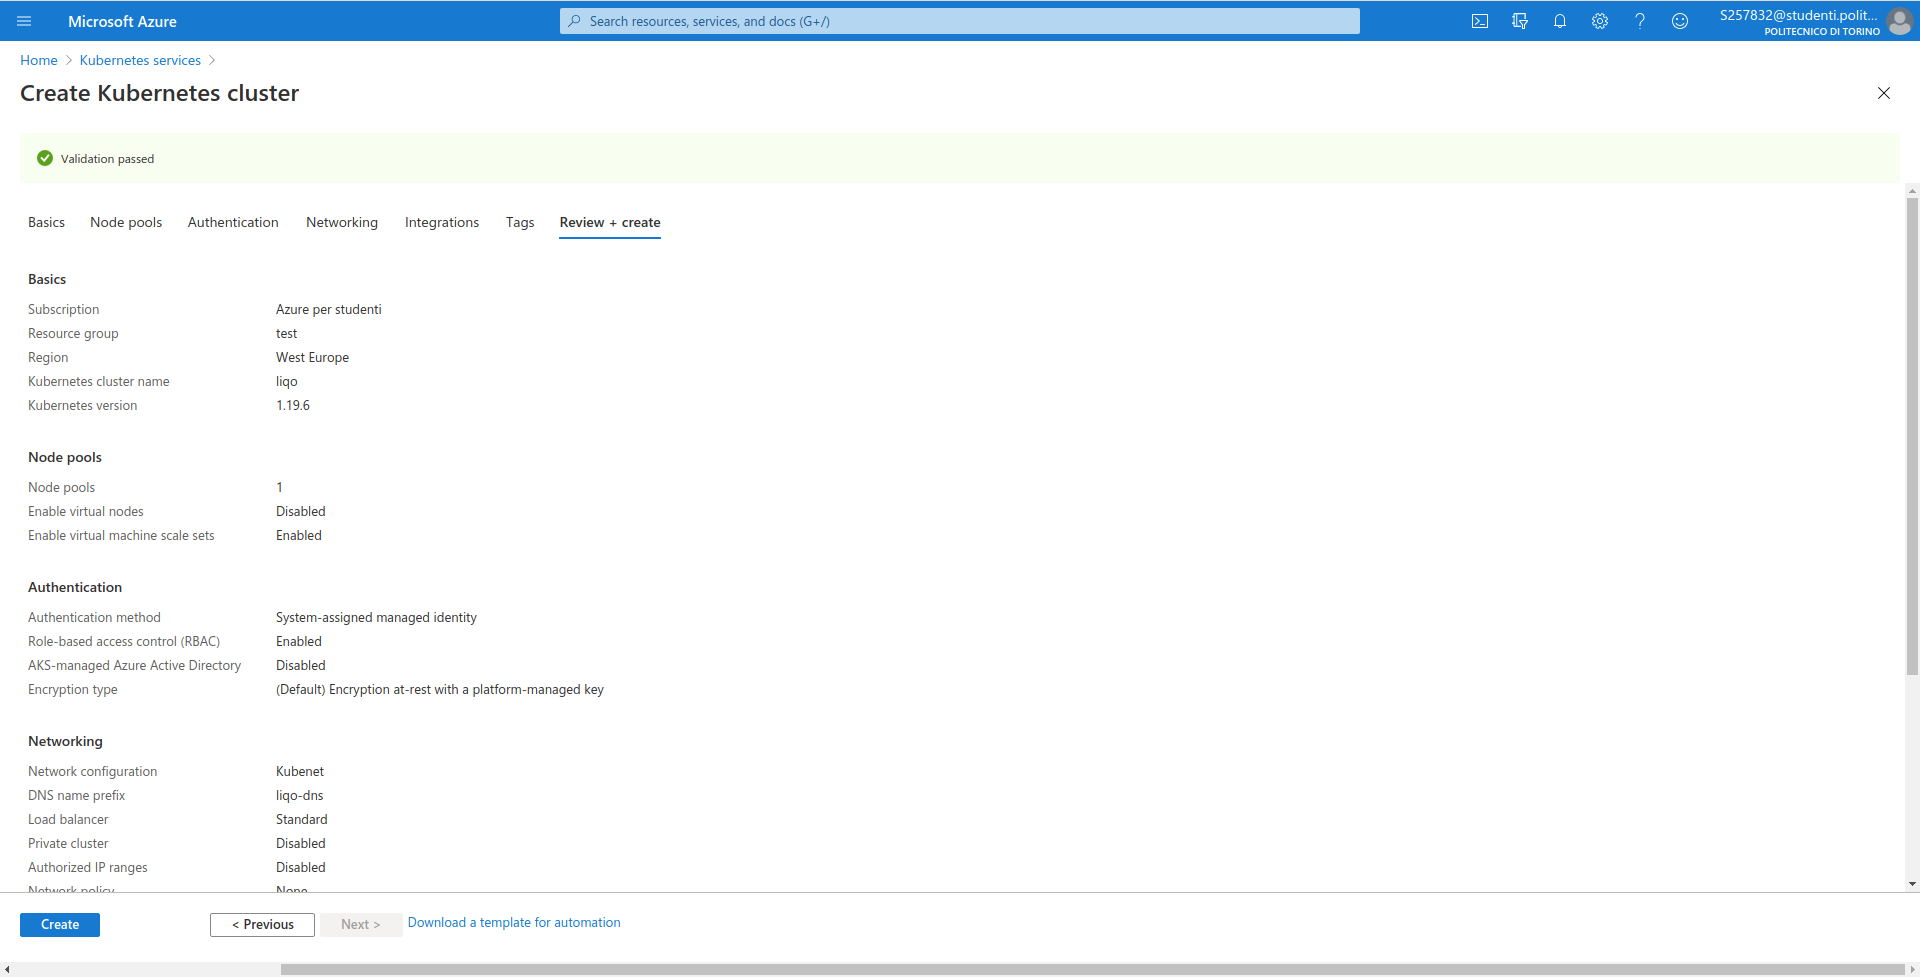 Microsoft Azure
Search resources, services, and docs (G+/)
S257832@studenti.polit...
POLITECNICO DI TORINO
Home > Kubernetes services >
Create Kubernetes cluster
Validation passed
Basics Node pools Authentication Networking Integrations Tags Review + create
Basics
Subscription Azure per studenti
Resource group test
Region West Europe
Kubernetes cluster name liqo
Kubernetes version 1.19.6
Node pools
Node pools 1
Enable virtual nodes Disabled
Enable virtual machine scale sets Enabled
Authentication
Authentication method System-assigned managed identity
Role-based access control (RBAC) Enabled
AKS-managed Azure Active Directory Disabled
Encryption type (Default) Encryption at-rest with a platform-managed key
Networking
Network configuration Kubenet
DNS name prefix liqo-dns
Load balancer Standard
Private cluster Disabled
Authorized IP ranges Disabled
Network policy None
Create < Previous Next > Download a template for automation